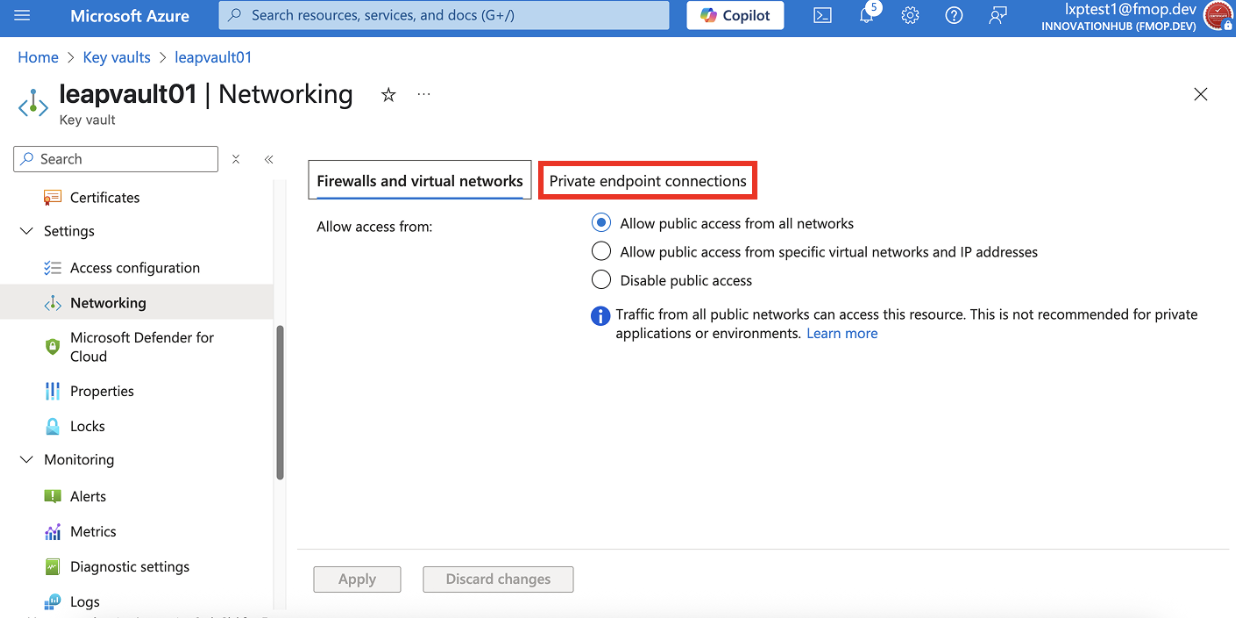 Microsoft Azure
Search resources, services, and docs (G+/)
Copilot
5
lxptest1@fmop.dev
INNOVATIONHUB (FMOP.DEV)
Home > Key vaults > leapvault01
leapvault01 | Networking
Key vault
Search
Certificates
Settings
Access configuration
Networking
Microsoft Defender for
Cloud
Properties
Locks
Monitoring
Alerts
Metrics
Diagnostic settings
Logs
Firewalls and virtual networks
Private endpoint connections
Allow access from:
Allow public access from all networks
Allow public access from specific virtual networks and IP addresses
Disable public access
Traffic from all public networks can access this resource. This is not recommended for private
applications or environments. Learn more
Apply
Discard changes